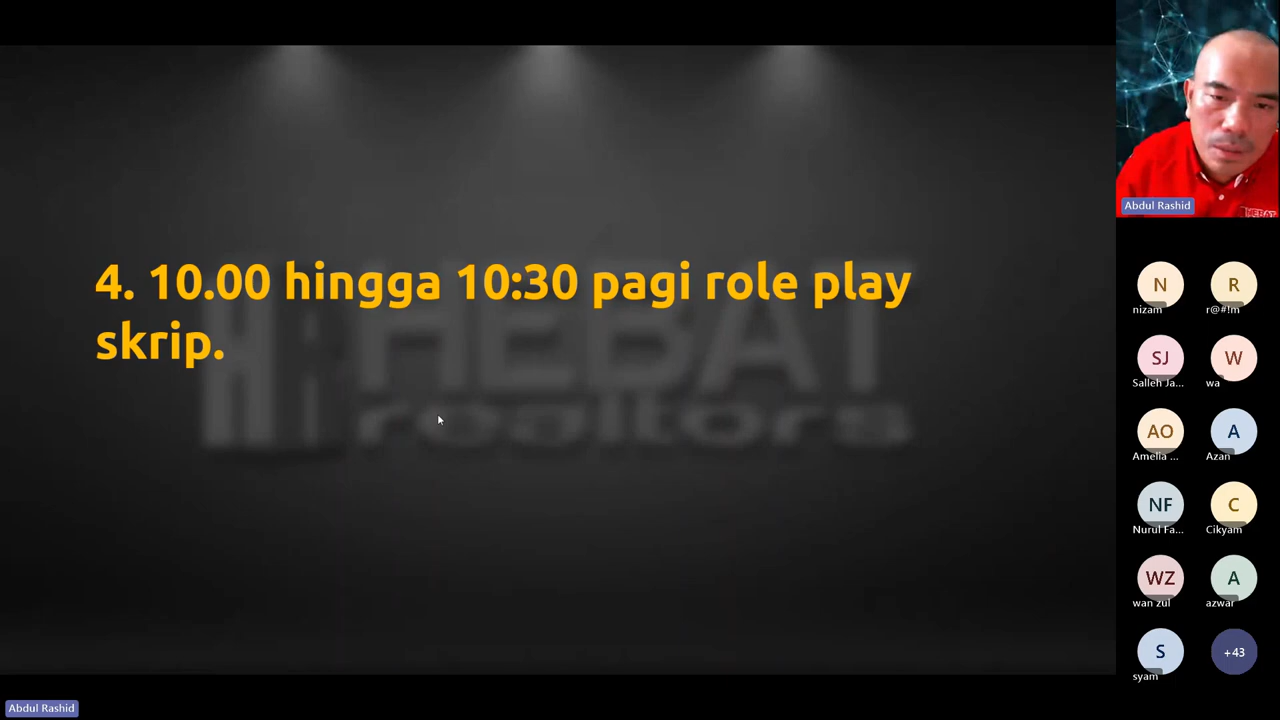 4. 10.00 hingga 10:30 pagi role play
skrip.
HEBAT
realtors
Abdul Rashid
HEBAT
N
nizam
R
r@#!m
SJ
Salleh Ja...
W
wa
AO
Amelia ...
A
Azan
NF
Nurul Fa...
C
Cikyam
WZ
wan zul
A
azwar
S
syam
+43
Abdul Rashid